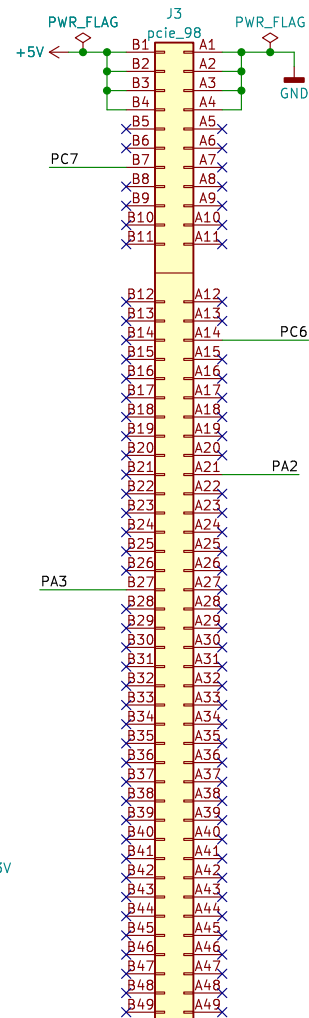 J3
PWR_FLAG PWR_FLAG
pcie_98
+5V B1 A1
B2 A2
B3 A3 GND
B4 A4
B5 A5
B6 A6
PC7 B7 A7
B8 A8
B9 A9
B10 A10
B11 A11
B12 A12
B13 A13
B14 A14 PC6
B15 A15
B16 A16
B17 A17
B18 A18
B19 A19
B20 A20
B21 A21 PA2
B22 A22
B23 A23
B24 A24
B25 A25
B26 A26
PA3 B27 A27
B28 A28
B29 A29
B30 A30
B31 A31
B32 A32
B33 A33
B34 A34
B35 A35
B36 A36
B37 A37
B38 A38
B39 A39
B40 A40
B41 A41
B42 A42
B43 A43
B44 A44
B45 A45
B46 A46
B47 A47
B48 A48
B49 A49